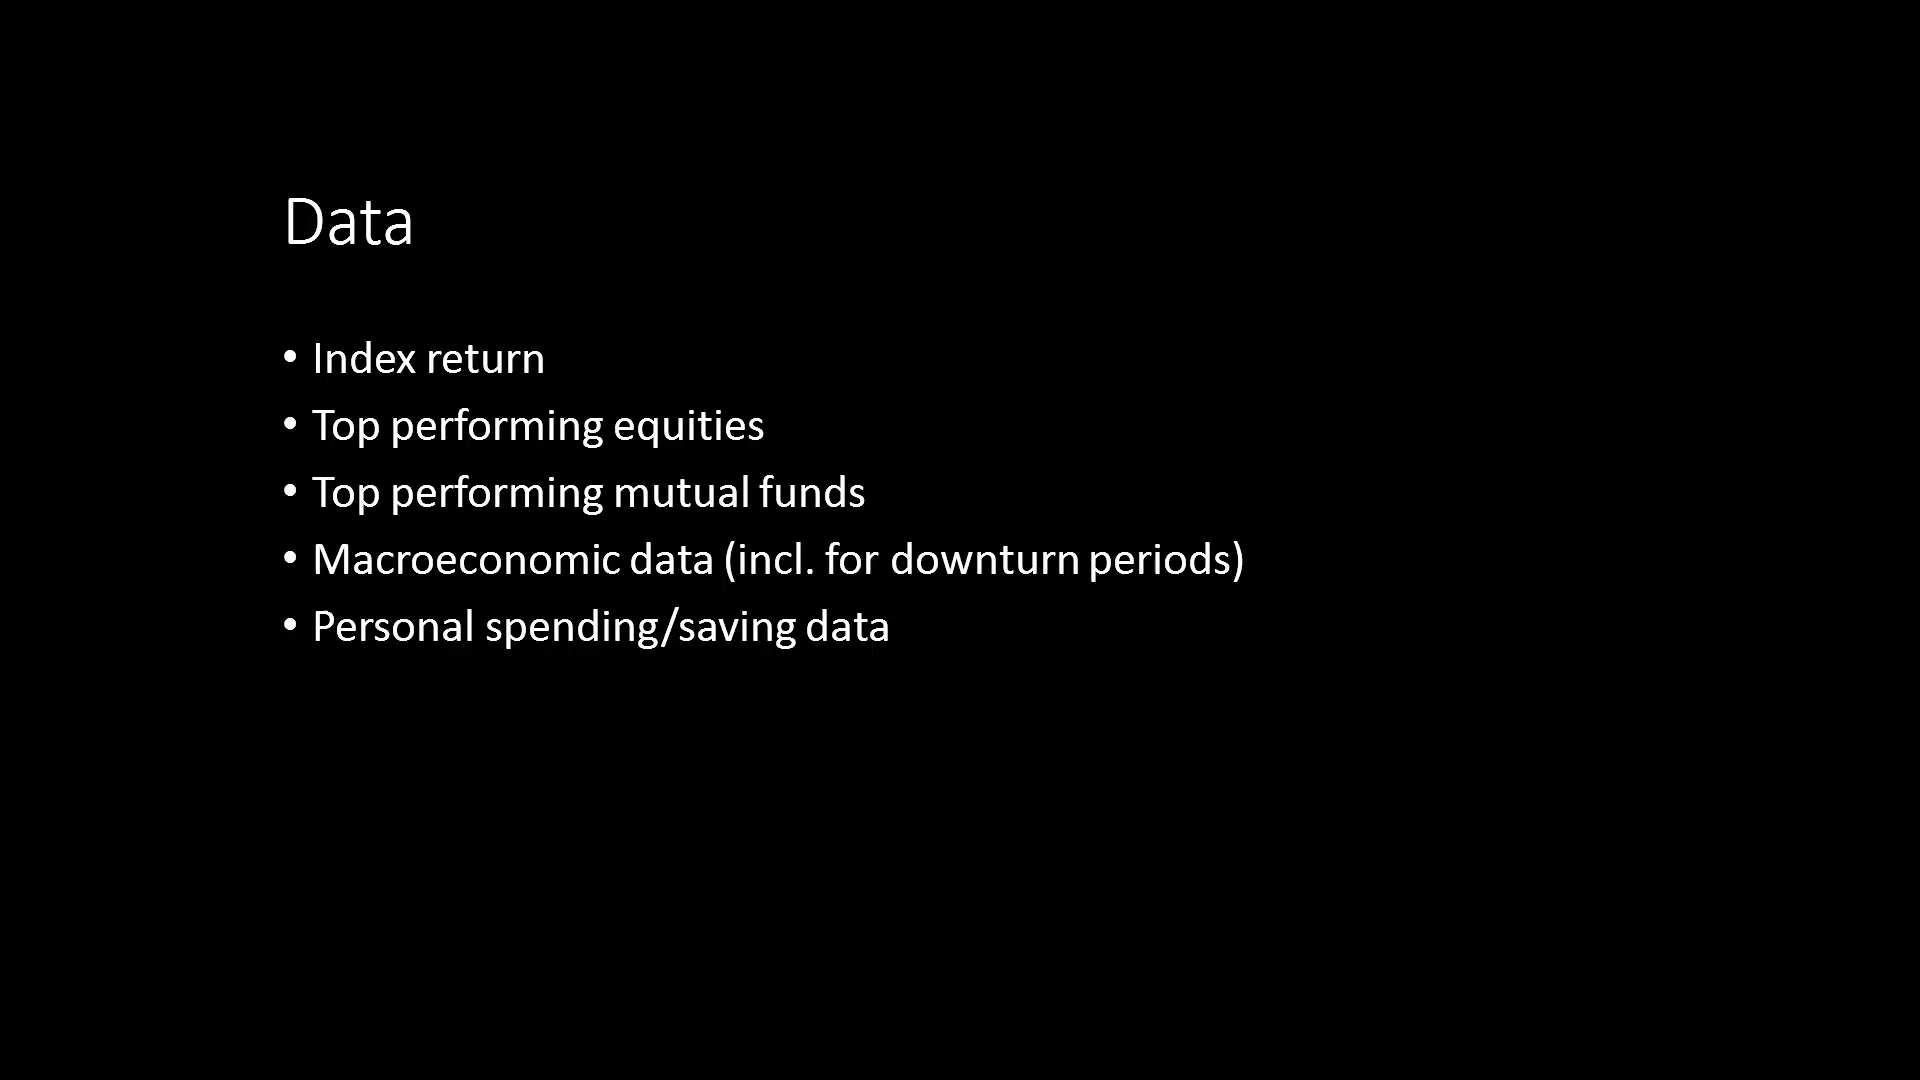 Data
• Index return
• Top performing equities
• Top performing mutual funds
• Macroeconomic data (incl. for downturn periods)
• Personal spending/saving data